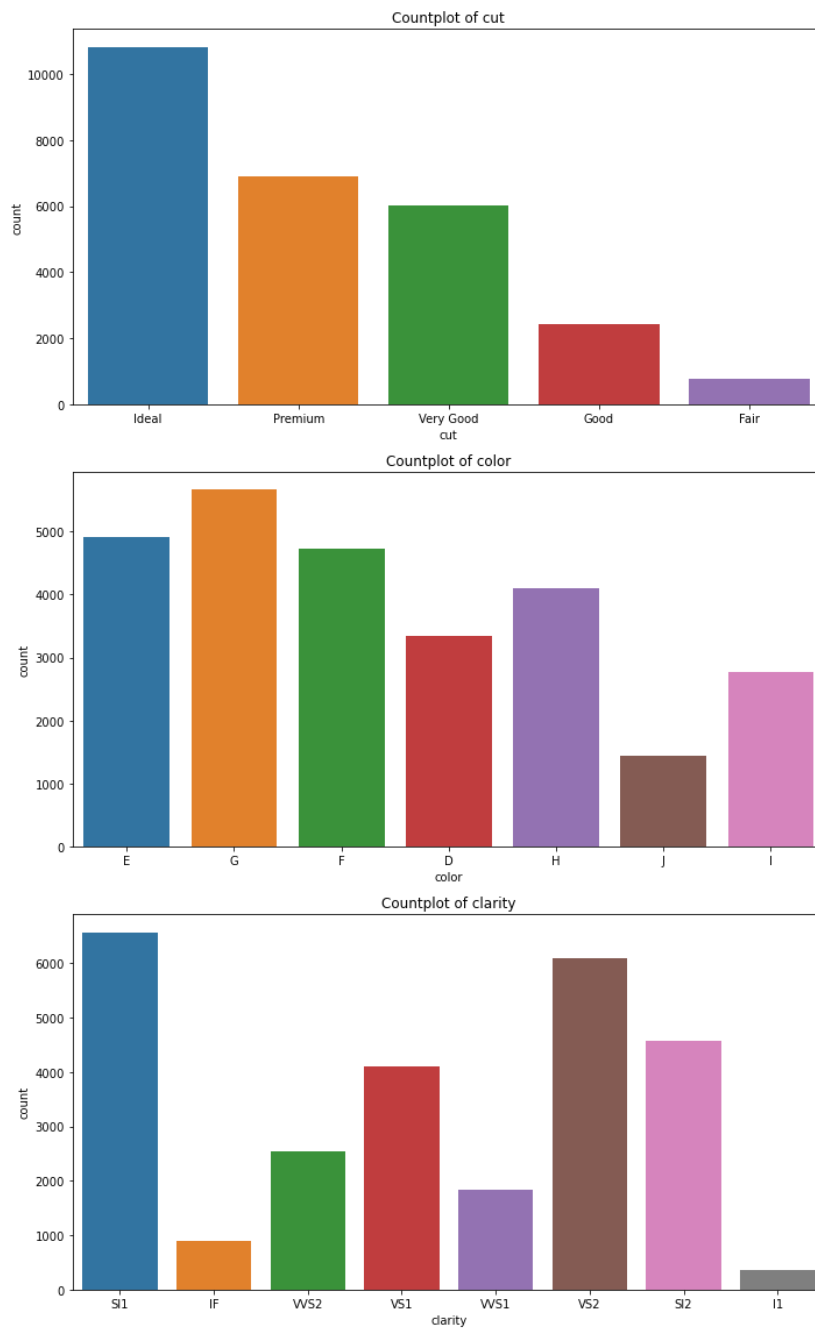 Countplot of cut
count
10000
8000
6000
4000
2000
0
Ideal Premium Very Good Good Fair
cut
Countplot of color
count
5000
4000
3000
2000
1000
0
E G F D H J I
color
Countplot of clarity
count
6000
5000
4000
3000
2000
1000
0
SI1 IF VVS2 VS1 VVS1 VS2 SI2 I1
clarity